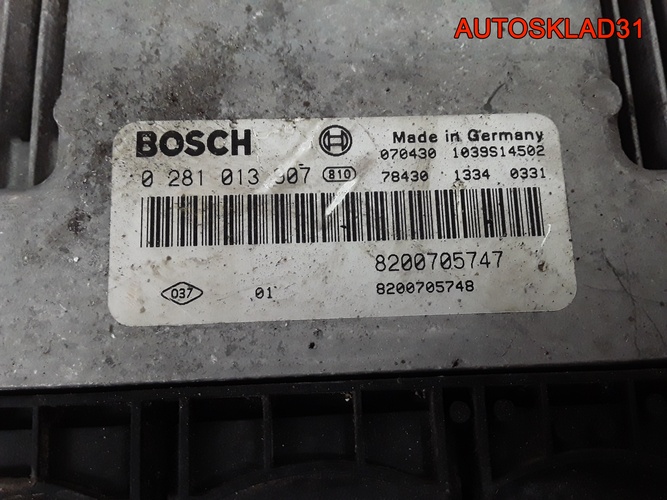 AUTOSKLAD31
BOSCH
Made in Germany
070430 1039S14502
0 281 013 907
810
78430 1334 0331
8200705747
037
01
8200705748